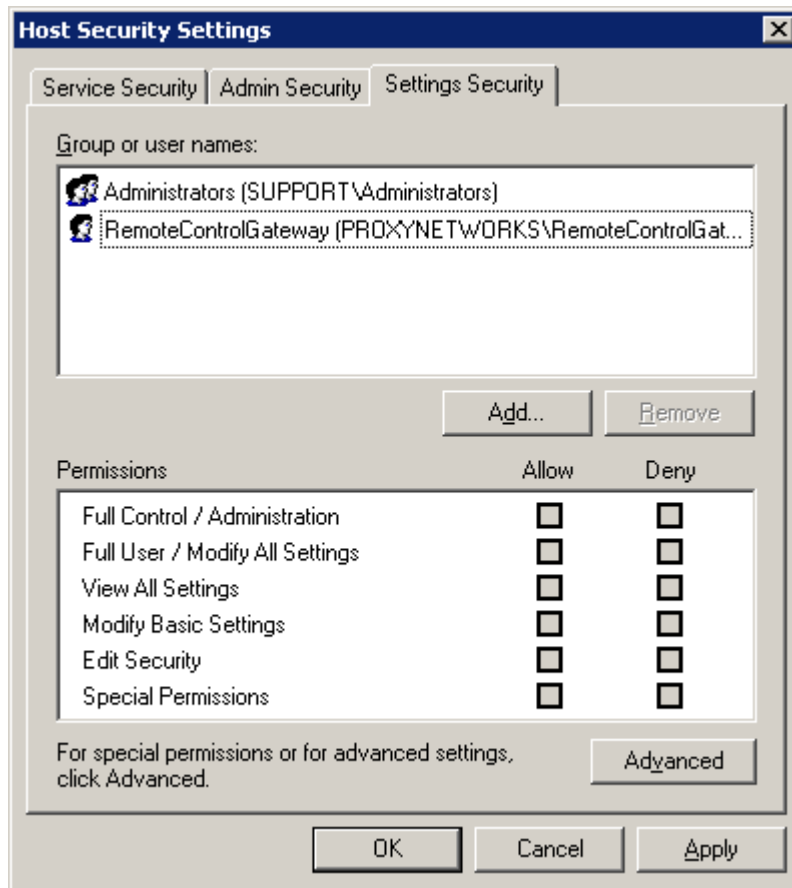 Host Security Settings
Service Security Admin Security Settings Security
Group or user names:
Administrators (SUPPORT\Administrators)
RemoteControlGateway (PROXYNETWORKS\RemoteControlGat...
Add... Remove
Permissions Allow Deny
Full Control / Administration
Full User / Modify All Settings
View All Settings
Modify Basic Settings
Edit Security
Special Permissions
For special permissions or for advanced settings,
click Advanced.
Advanced
OK Cancel Apply